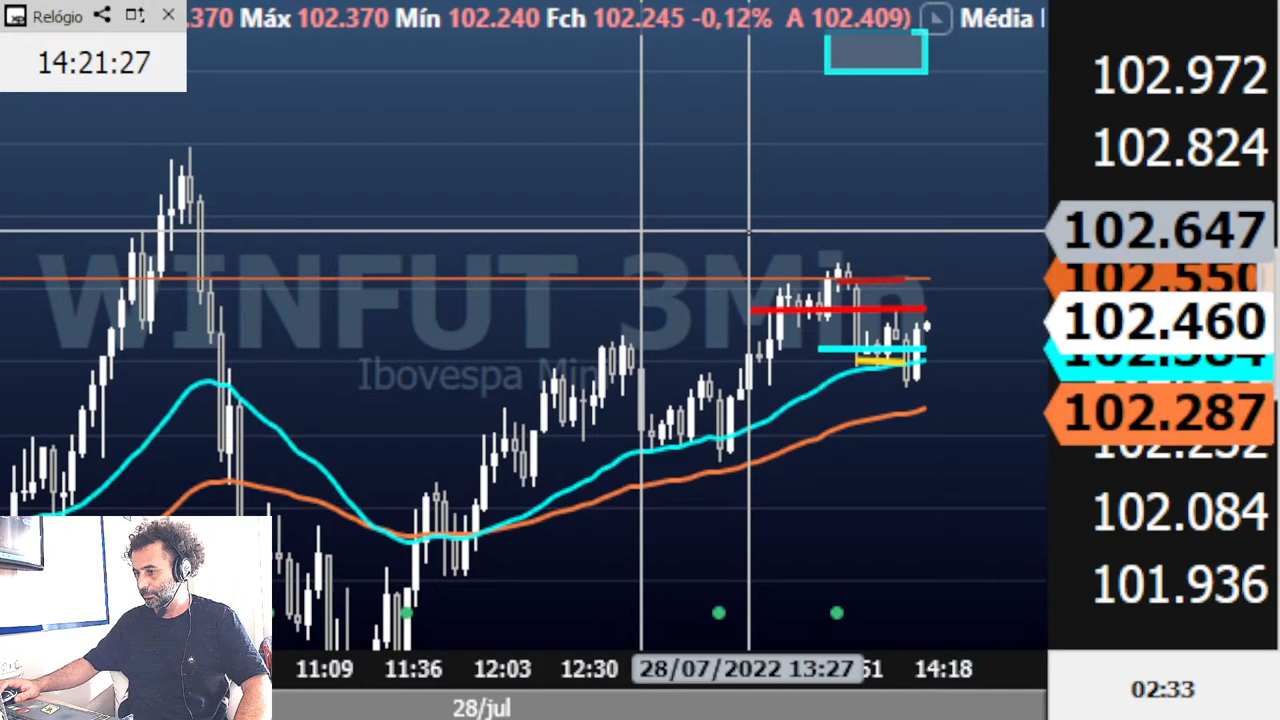 Relógio
14:21:27
.370 Máx 102.370 Mín 102.240 Fch 102.245 -0,12% A 102.409) Média
102.972
102.824
102.647
102.550
102.460
102.287
102.084
101.936
WINFUT 3Min
Ibovespa Min
11:09 11:36 12:03 12:30 28/07/2022 13:27 51 14:18
28/jul
02:33